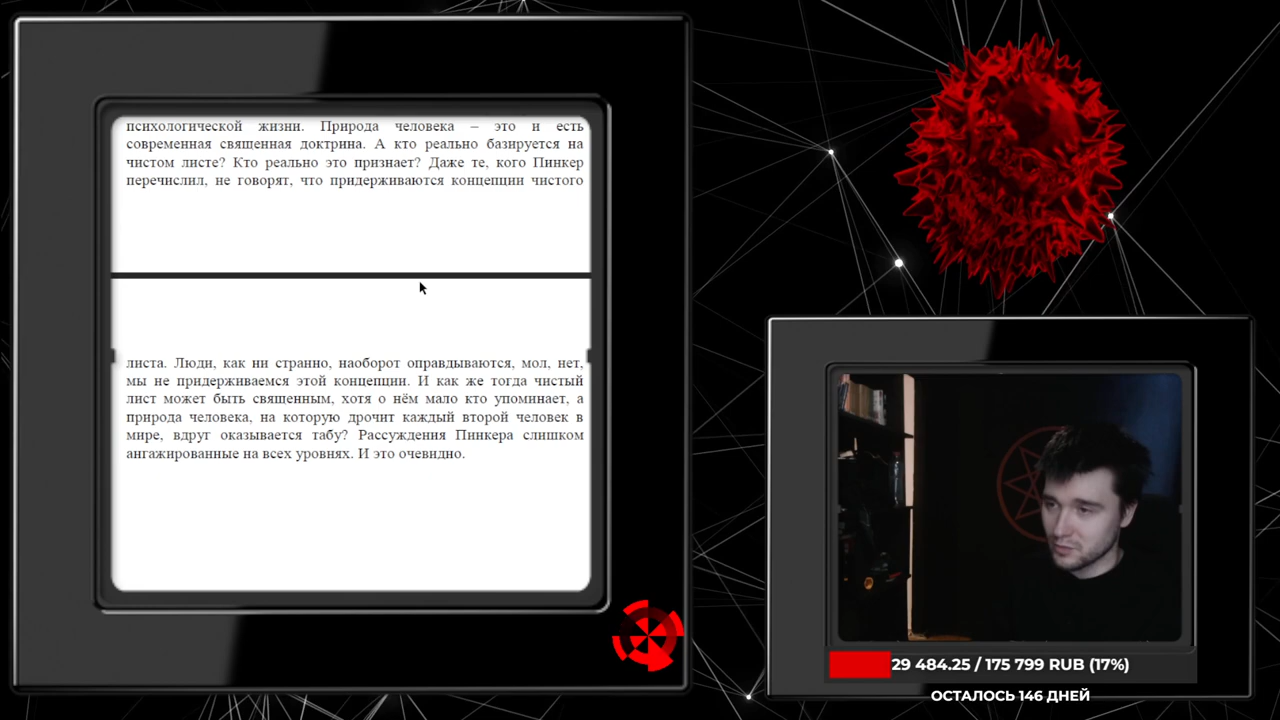 психологической жизни. Природа человека – это и есть
современная священная доктрина. А кто реально базируется на
чистом листе? Кто реально это признает? Даже те, кого Пинкер
перечислил, не говорят, что придерживаются концепции чистого
листа. Люди, как ни странно, наоборот оправдываются, мол, нет,
мы не придерживаемся этой концепции. И как же тогда чистый
лист может быть священным, хотя о нём мало кто упоминает, а
природа человека, на которую дрочит каждый второй человек в
мире, вдруг оказывается табу? Рассуждения Пинкера слишком
ангажированные на всех уровнях. И это очевидно.
29 484.25 / 175 799 RUB (17%)
ОСТАЛОСЬ 146 ДНЕЙ